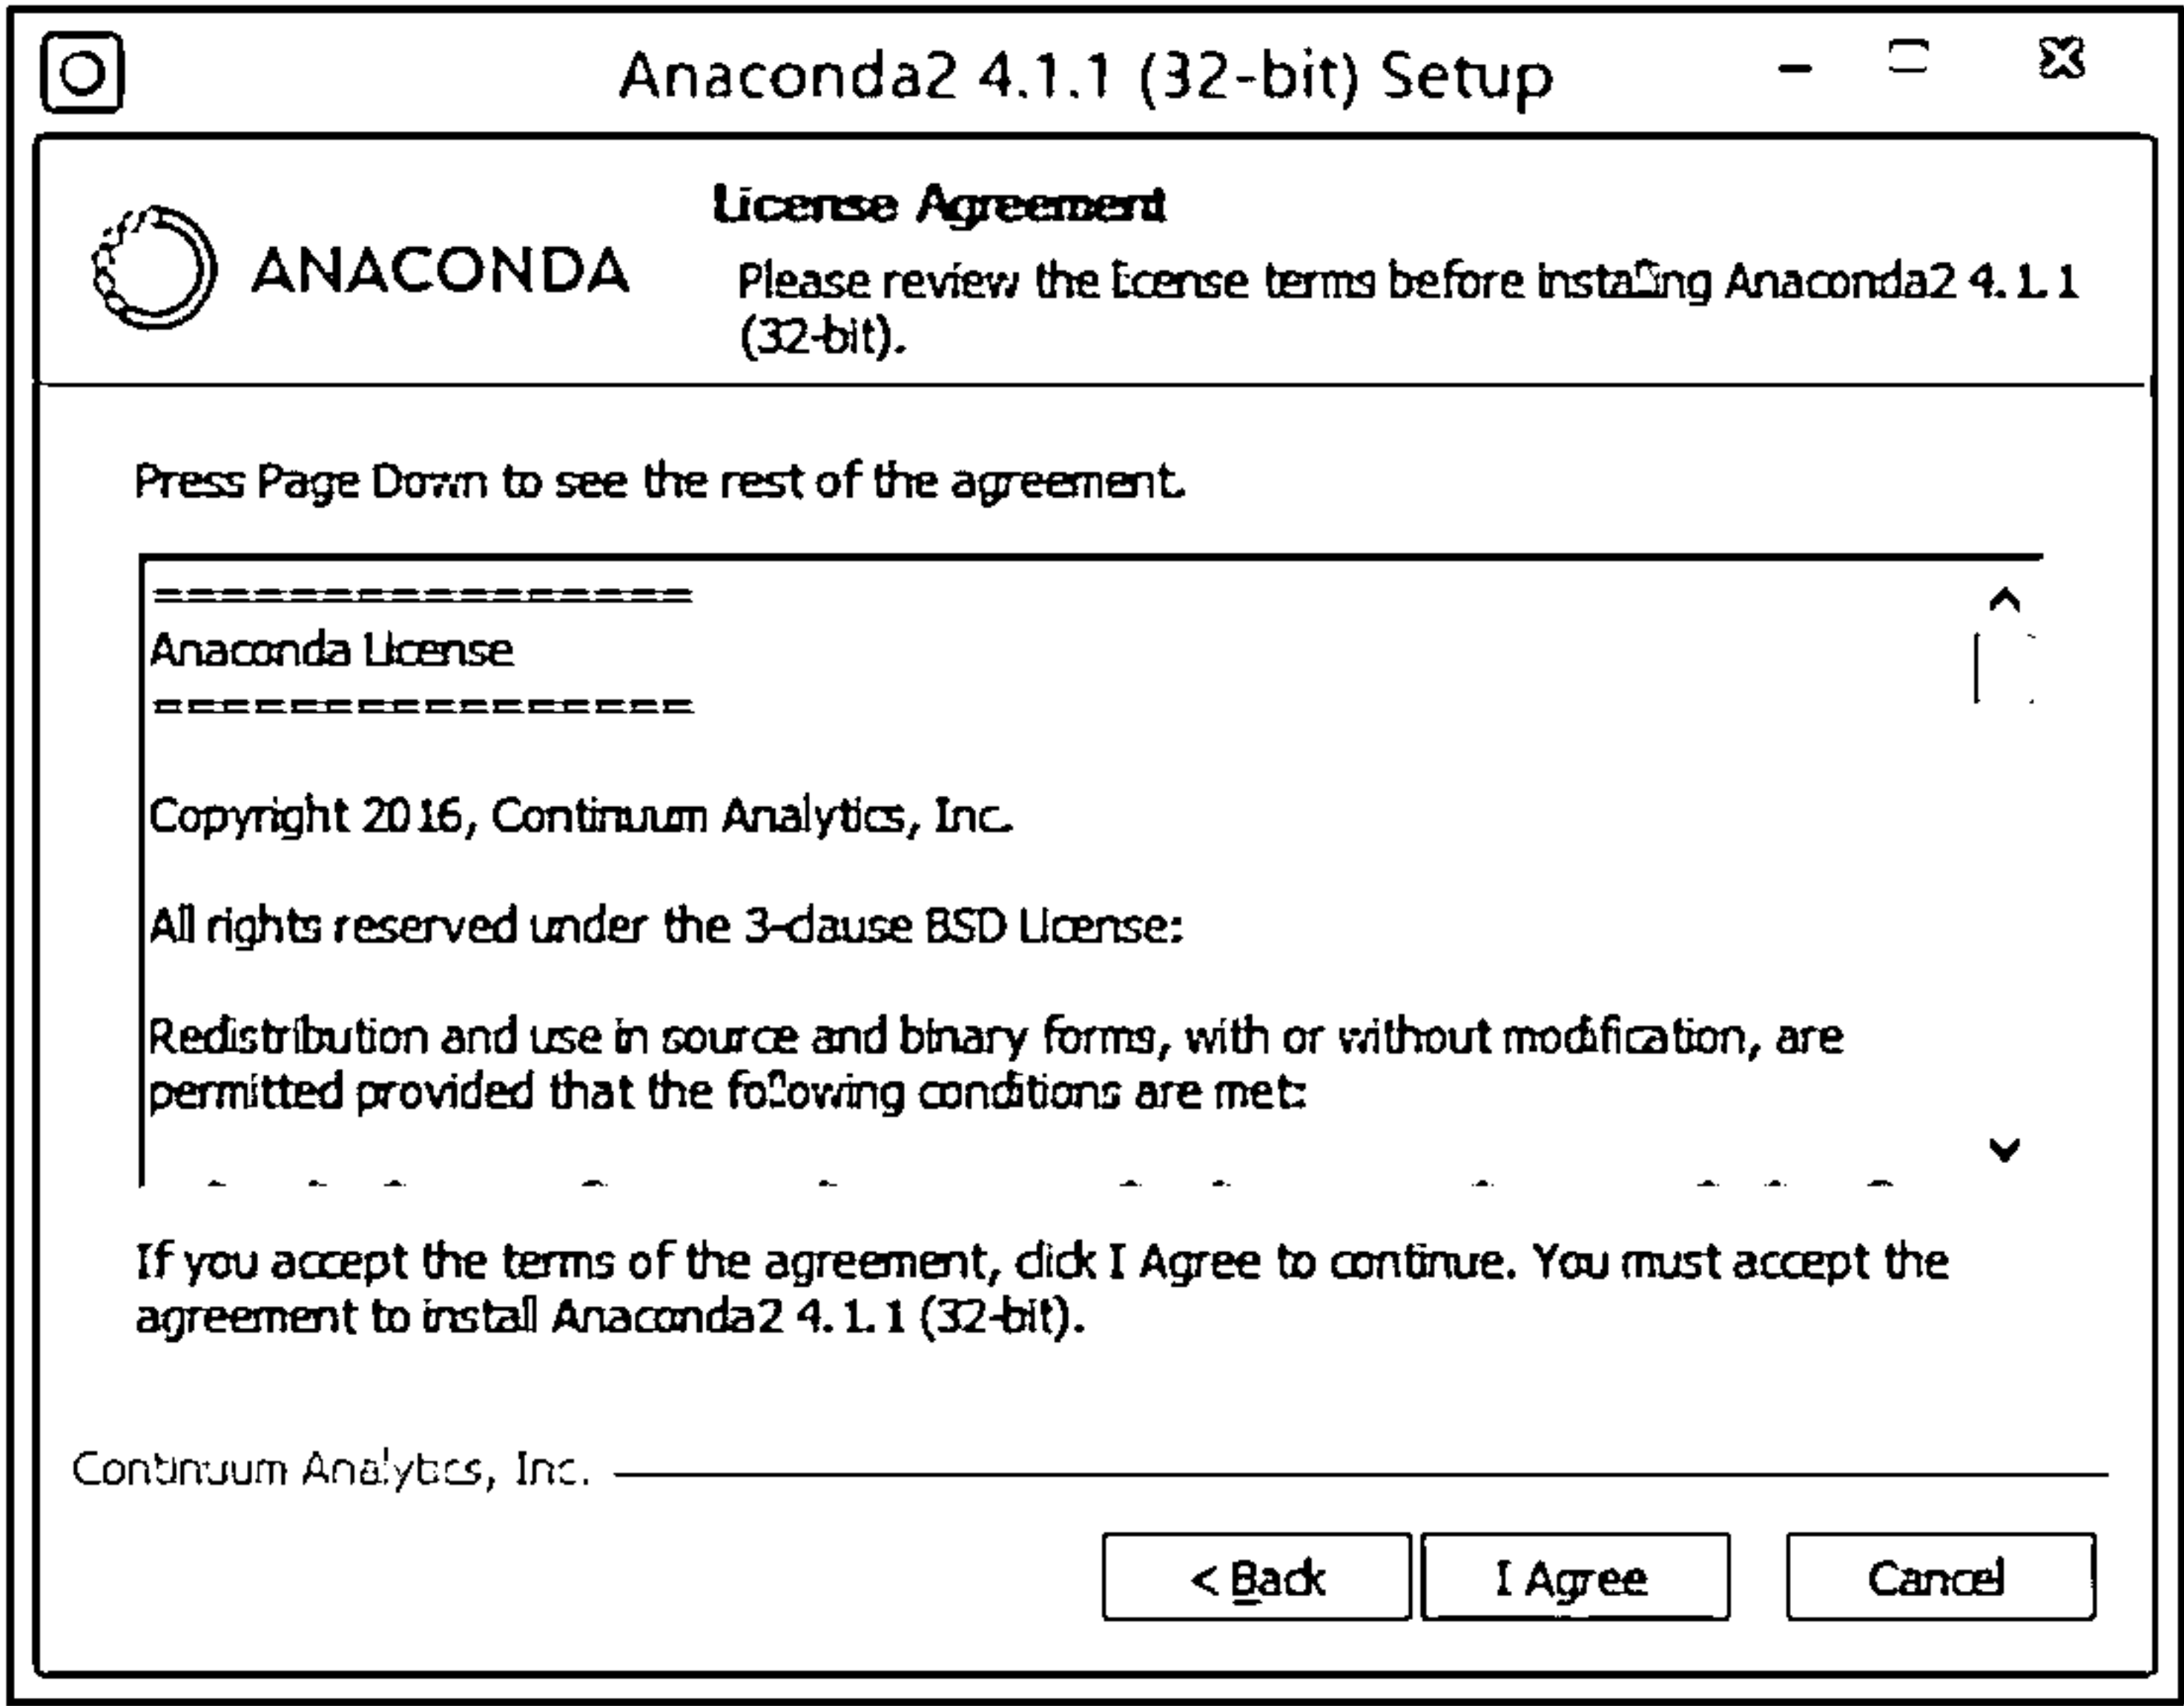 Anaconda2 4.1.1 (32-bit) Setup
ANACONDA
License Agreement
Please review the license terms before installing Anaconda2 4.1.1
(32-bit).
Press Page Down to see the rest of the agreement.
================
Anaconda License
================
Copyright 2016, Continuum Analytics, Inc.
All rights reserved under the 3-clause BSD License:
Redistribution and use in source and binary forms, with or without modification, are
permitted provided that the following conditions are met:
If you accept the terms of the agreement, click I Agree to continue. You must accept the
agreement to install Anaconda2 4.1.1 (32-bit).
Continuum Analytics, Inc.
< Back
I Agree
Cancel